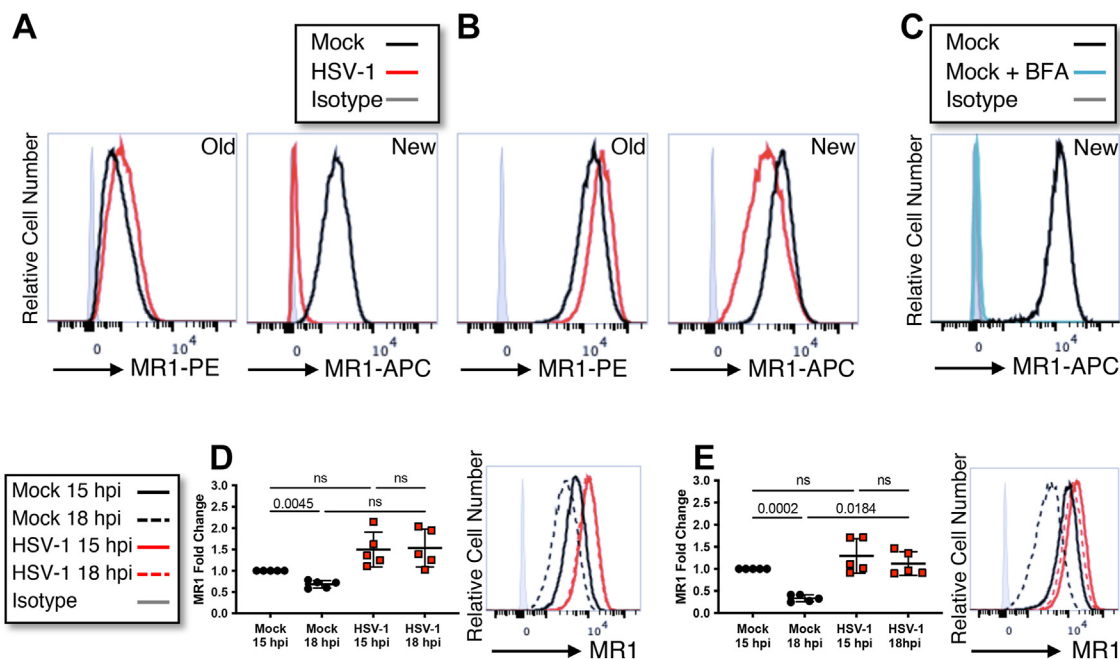 A
Mock
HSV-1
Isotype
B
C
Mock
Mock + BFA
Isotype
Relative Cell Number
Old
0
10^4
MR1-PE
New
0
10^4
MR1-APC
Relative Cell Number
Old
0
10^4
MR1-PE
New
0
10^4
MR1-APC
Relative Cell Number
New
0
10^4
MR1-APC
Mock 15 hpi
Mock 18 hpi
HSV-1 15 hpi
HSV-1 18 hpi
Isotype
D
MR1 Fold Change
3.0
2.5
2.0
1.5
1.0
0.5
0.0
ns
ns
0.0045
ns
Mock
15 hpi
Mock
18 hpi
HSV-1
15 hpi
HSV-1
18 hpi
Relative Cell Number
0
10^4
MR1
E
MR1 Fold Change
3.0
2.5
2.0
1.5
1.0
0.5
0.0
ns
ns
0.0002
0.0184
Mock
15 hpi
Mock
18 hpi
HSV-1
15 hpi
HSV-1
18hpi
Relative Cell Number
0
10^4
MR1